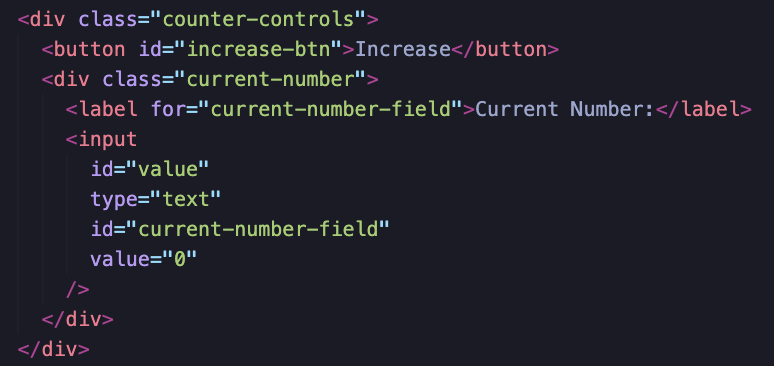 <div class="counter-controls">
<button id="increase-btn">Increase</button>
<div class="current-number">
<label for="current-number-field">Current Number:</label>
<input
id="value"
type="text"
id="current-number-field"
value="0"
/>
</div>
</div>